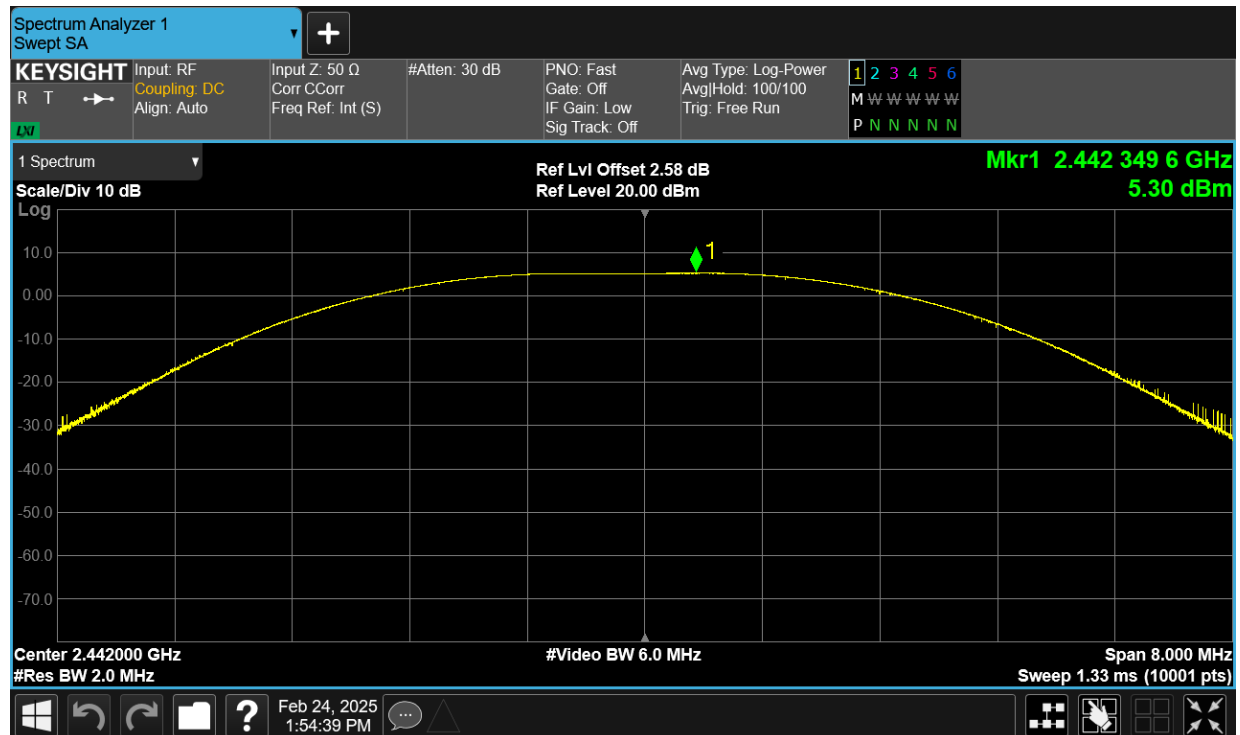 Spectrum Analyzer 1
Swept SA
KEYSIGHT
R T
LXI
Input: RF
Coupling: DC
Align: Auto
Input Z: 50 Ω
Corr CCorr
Freq Ref: Int (S)
#Atten: 30 dB
PNO: Fast
Gate: Off
IF Gain: Low
Sig Track: Off
Avg Type: Log-Power
Avg|Hold: 100/100
Trig: Free Run
1 2 3 4 5 6
M W W W W W
P N N N N N
1 Spectrum
Scale/Div 10 dB
Ref Lvl Offset 2.58 dB
Ref Level 20.00 dBm
Mkr1 2.442 349 6 GHz
5.30 dBm
Log
1
10.0
0.00
-10.0
-20.0
-30.0
-40.0
-50.0
-60.0
-70.0
Center 2.442000 GHz
#Res BW 2.0 MHz
#Video BW 6.0 MHz
Span 8.000 MHz
Sweep 1.33 ms (10001 pts)
?
Feb 24, 2025
1:54:39 PM